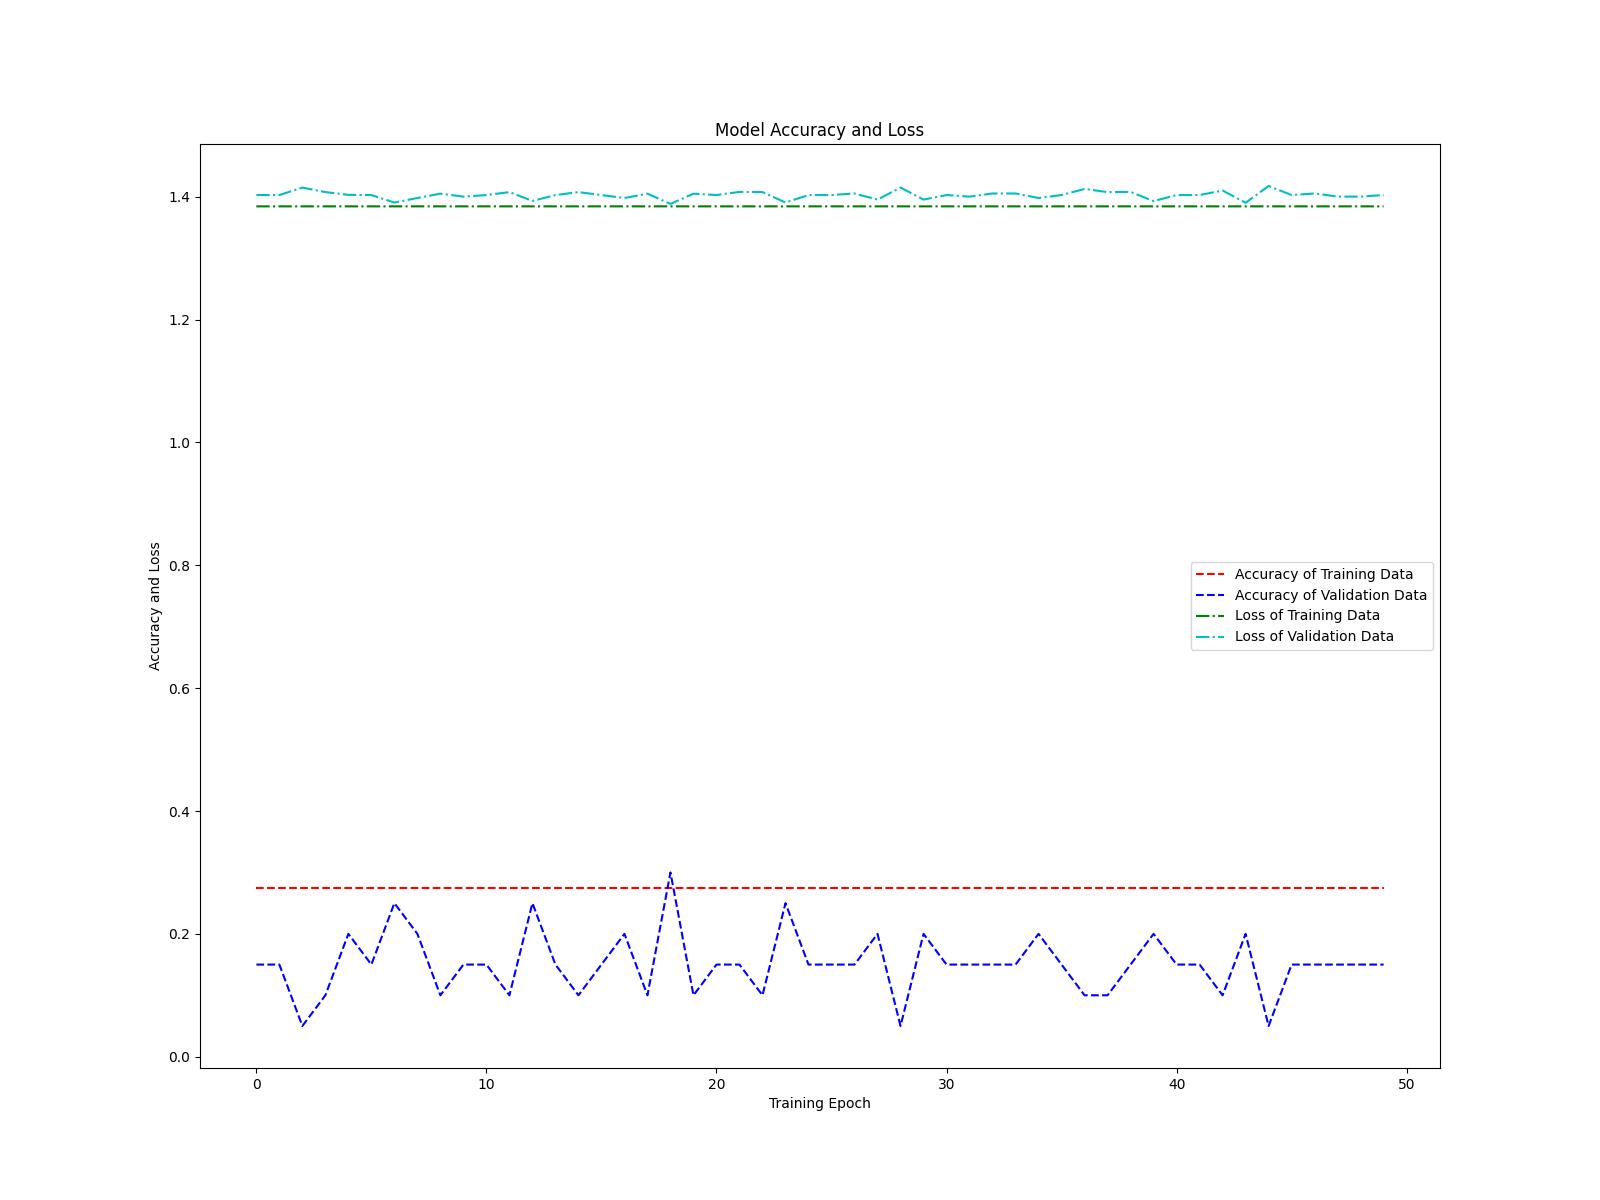 Model Accuracy and Loss
1.4
1.2
1.0
0.8
0.6
0.4
0.2
0.0
Accuracy and Loss
Accuracy of Training Data
Accuracy of Validation Data
Loss of Training Data
Loss of Validation Data
0 10 20 30 40 50
Training Epoch